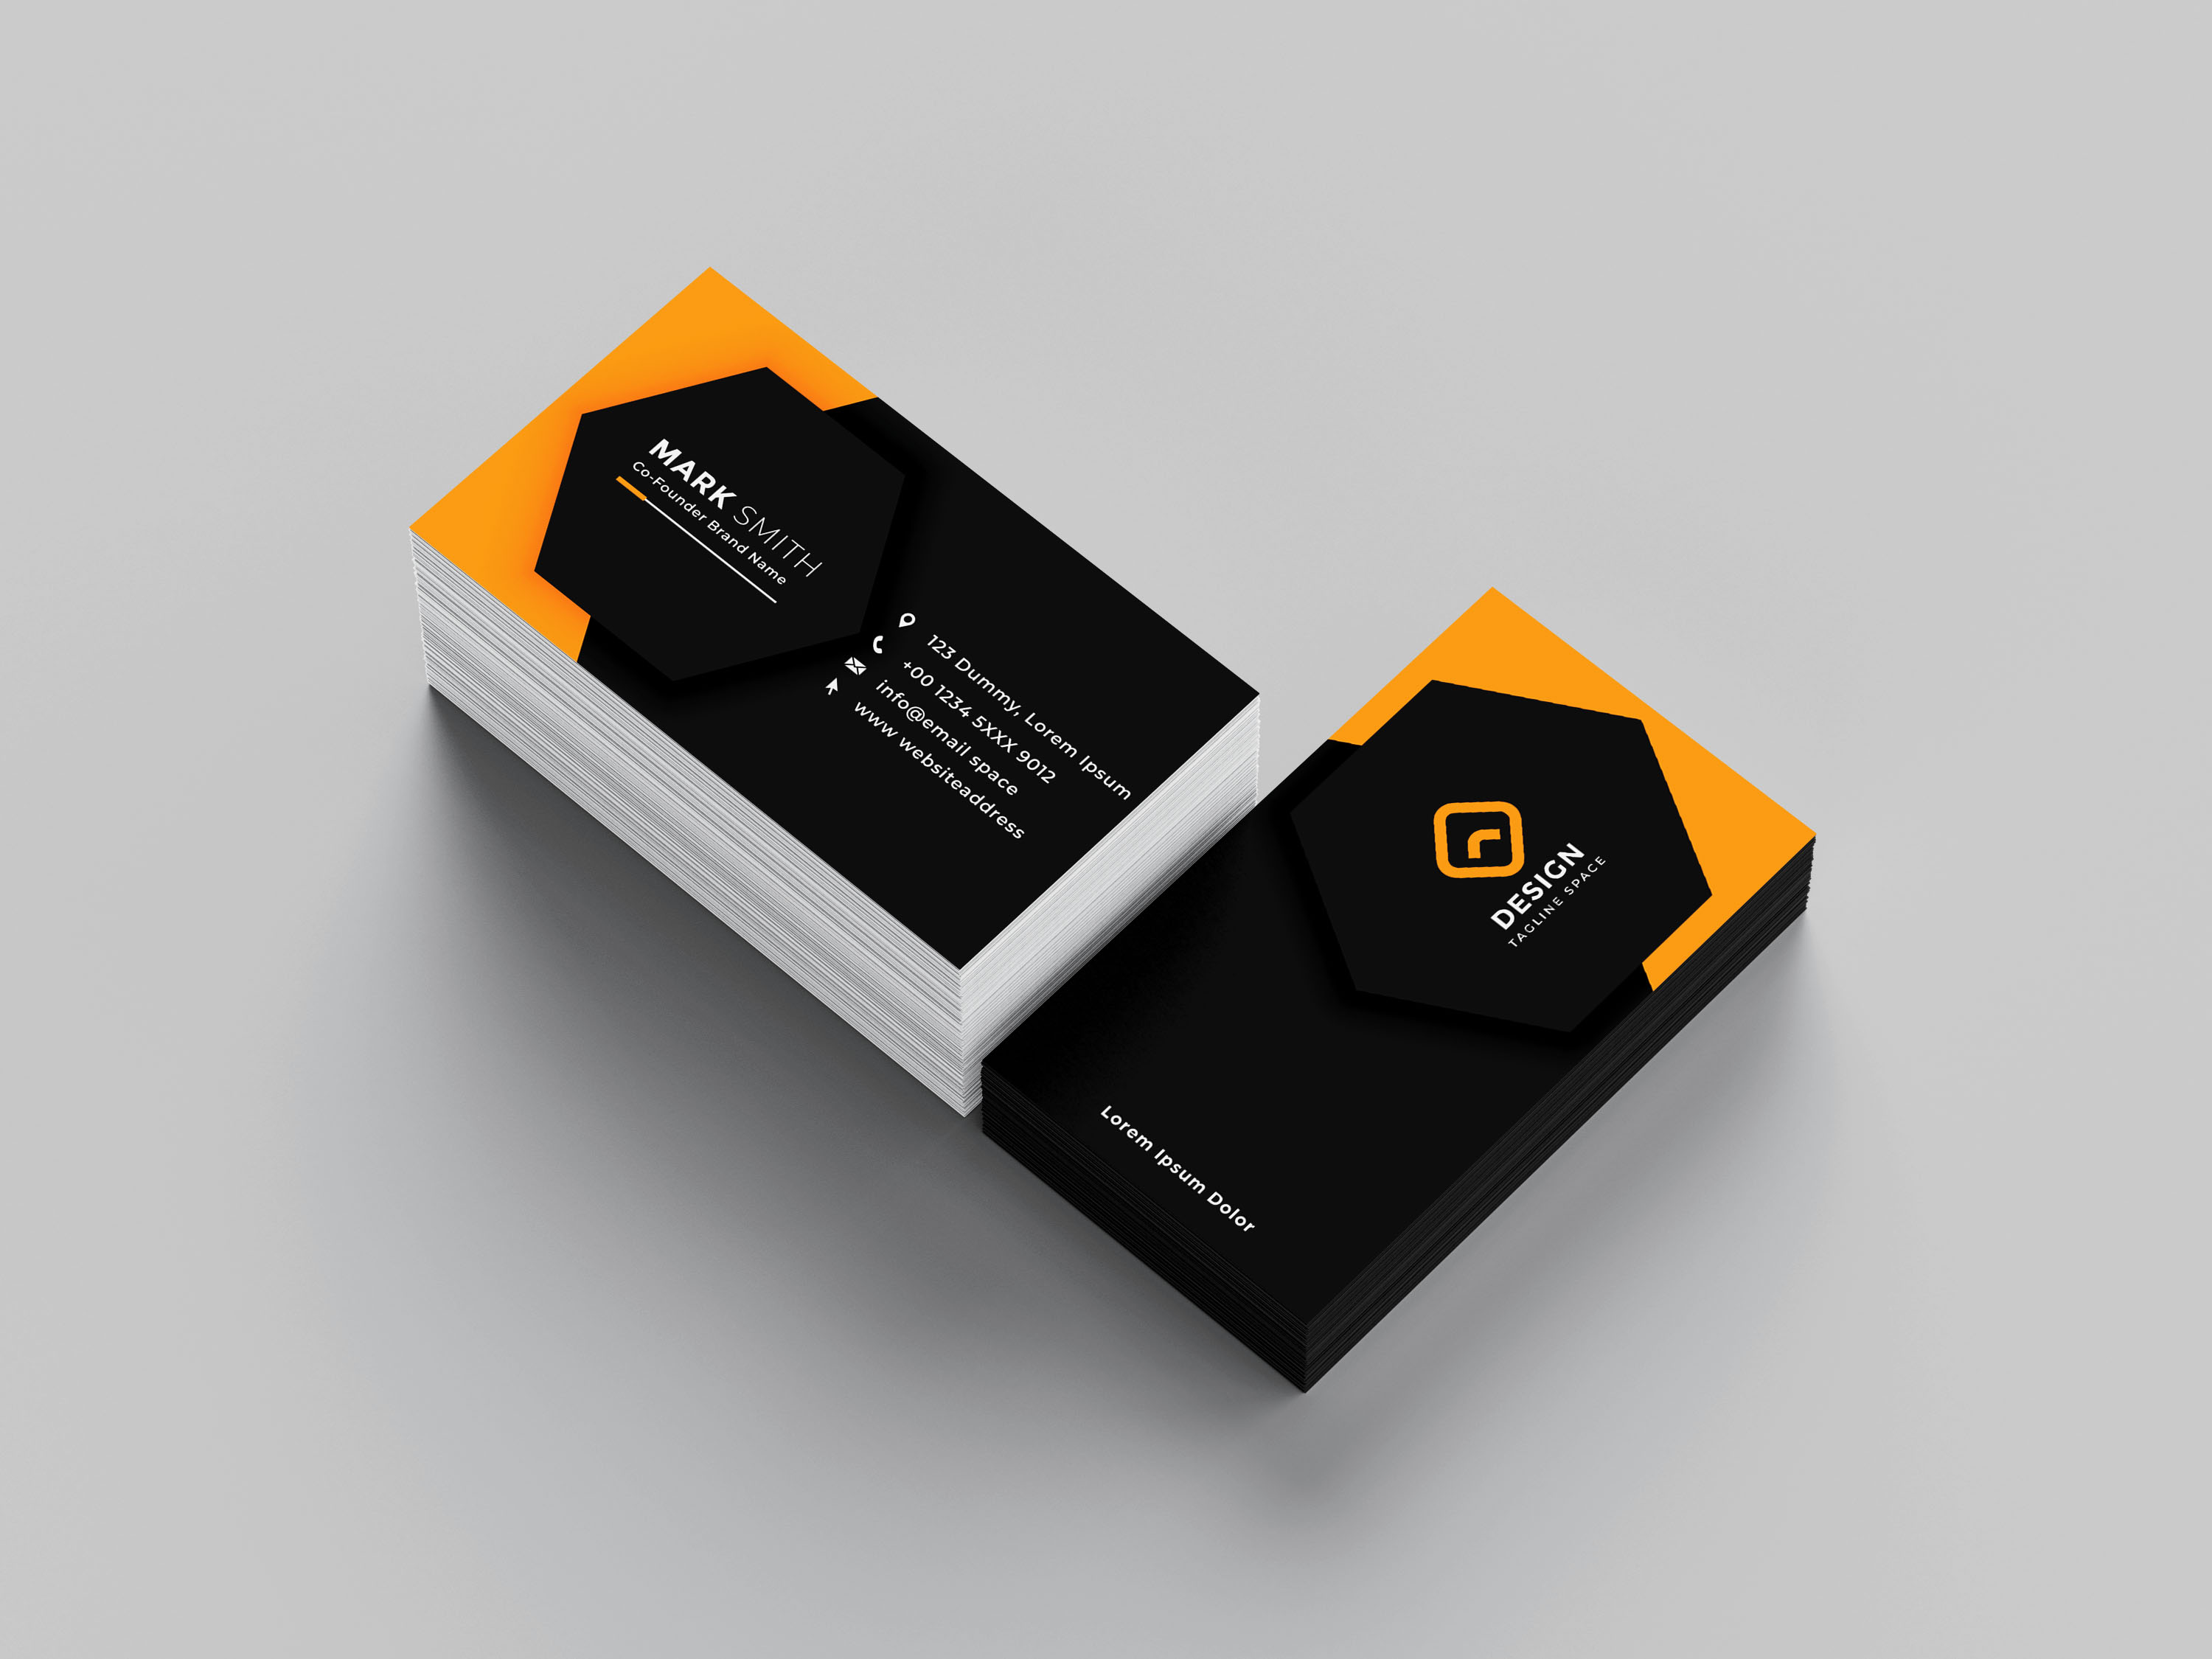 MARK SMITH
Co-Founder Brand Name
123 Dummy, Lorem Ipsum
+00 1234 5XXX 9012
info@email space
www websiteaddress
DESIGN
TAGLINE SPACE
Lorem Ipsum Dolor